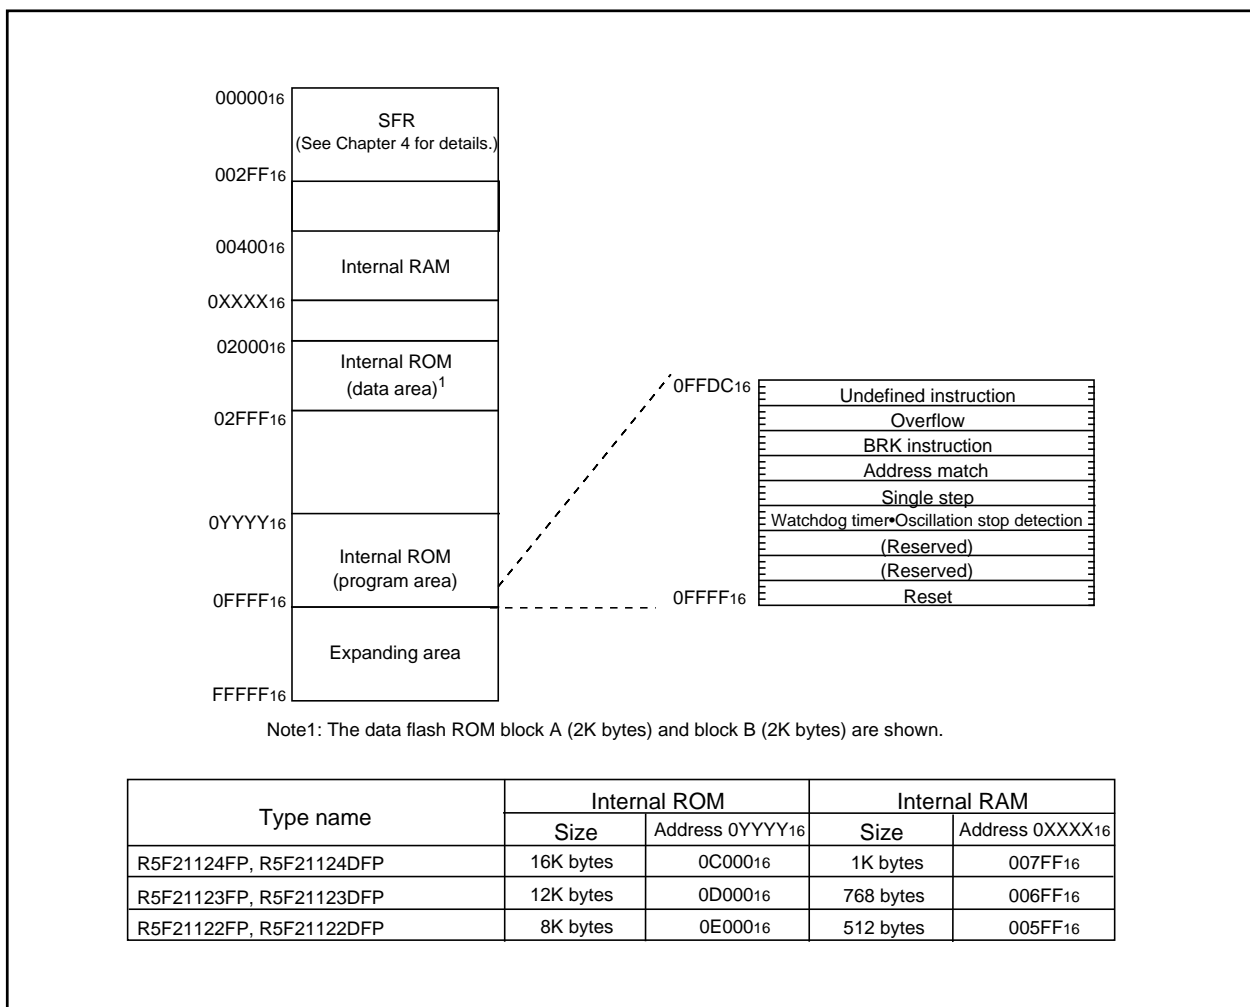 0000016
SFR
(See Chapter 4 for details.)
002FF16
0040016
Internal RAM
0XXXX16
0200016
Internal ROM
(data area)1
02FFF16
0YYYY16
Internal ROM
(program area)
0FFFF16
Expanding area
FFFFF16
0FFDC16
Undefined instruction
Overflow
BRK instruction
Address match
Single step
Watchdog timer•Oscillation stop detection
(Reserved)
(Reserved)
Reset
0FFFF16
Note1: The data flash ROM block A (2K bytes) and block B (2K bytes) are shown.
Type name Internal ROM Internal RAM
Size Address 0YYYY16 Size Address 0XXXX16
R5F21124FP, R5F21124DFP 16K bytes 0C00016 1K bytes 007FF16
R5F21123FP, R5F21123DFP 12K bytes 0D00016 768 bytes 006FF16
R5F21122FP, R5F21122DFP 8K bytes 0E00016 512 bytes 005FF16